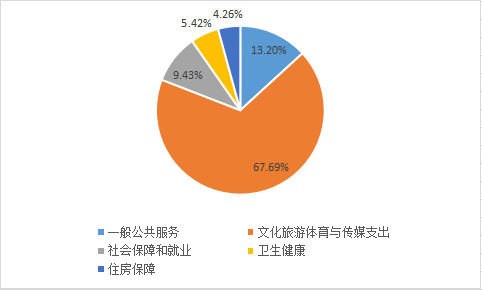 4.26%
5.42%
13.20%
9.43%
67.69%
一般公共服务
文化旅游体育与传媒支出
社会保障和就业
卫生健康
住房保障